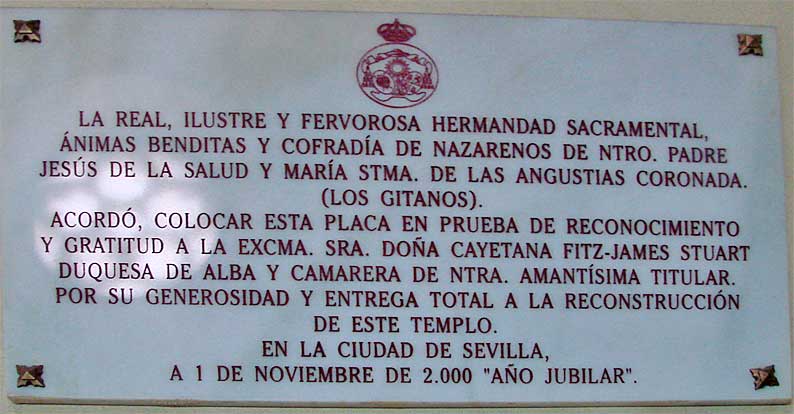 LA REAL, ILUSTRE Y FERVOROSA HERMANDAD SACRAMENTAL,
ÁNIMAS BENDITAS Y COFRADÍA DE NAZARENOS DE NTRO. PADRE
JESÚS DE LA SALUD Y MARÍA STMA. DE LAS ANGUSTIAS CORONADA.
(LOS GITANOS).
ACORDÓ, COLOCAR ESTA PLACA EN PRUEBA DE RECONOCIMIENTO
Y GRATITUD A LA EXCMA. SRA. DOÑA CAYETANA FITZ-JAMES STUART
DUQUESA DE ALBA Y CAMARERA DE NTRA. AMANTÍSIMA TITULAR.
POR SU GENEROSIDAD Y ENTREGA TOTAL A LA RECONSTRUCCIÓN
DE ESTE TEMPLO.
EN LA CIUDAD DE SEVILLA,
A 1 DE NOVIEMBRE DE 2.000 "AÑO JUBILAR".